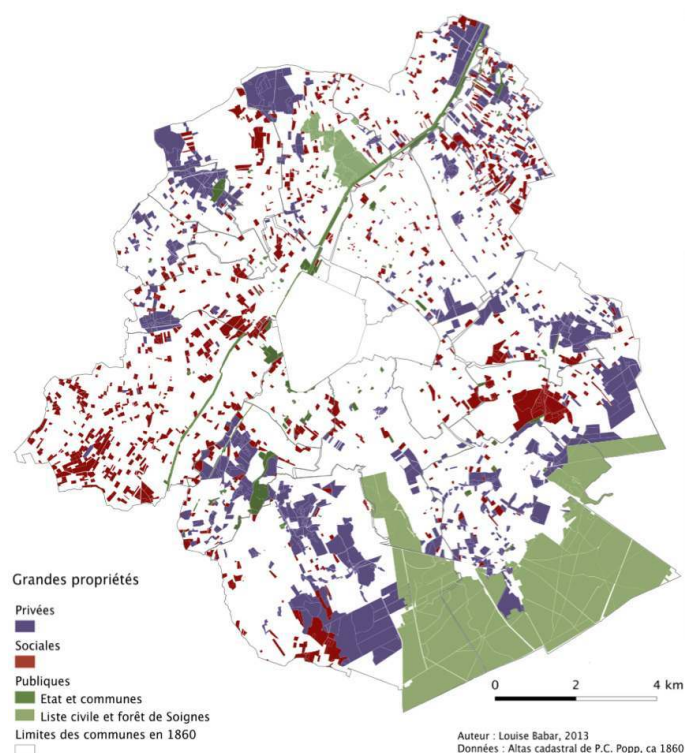 Grandes propriétés
Privées
Sociales
Publiques
Etat et communes
Liste civile et forêt de Soignes
Limites des communes en 1860
0 2 4 km
Auteur : Louise Babar, 2013
Données : Altas cadastral de P.C. Popp, ca 1860